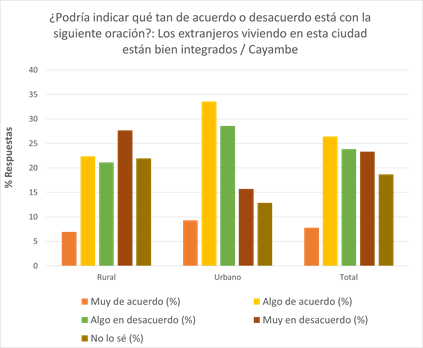 ¿Podría indicar qué tan de acuerdo o desacuerdo está con la
siguiente oración?: Los extranjeros viviendo en esta ciudad
están bien integrados / Cayambe
40
35
30
25
20
15
10
5
0
% Respuestas
Rural
Urbano
Total
Muy de acuerdo (%)
Algo de acuerdo (%)
Algo en desacuerdo (%)
Muy en desacuerdo (%)
No lo sé (%)